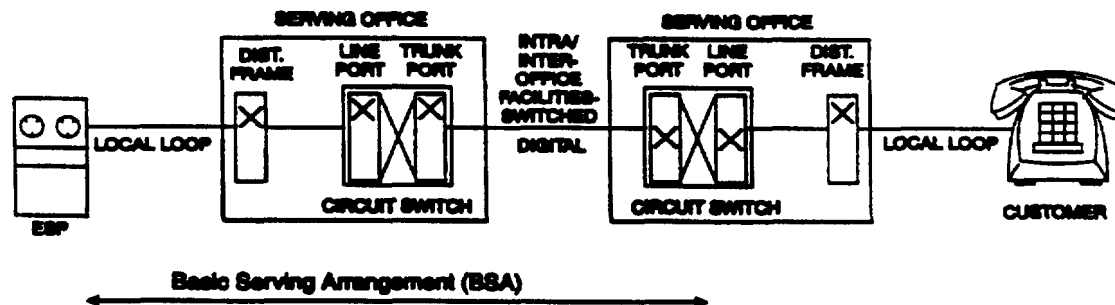 SERVING OFFICE
DIST.
FRAME
LINE
PORT
TRUNK
PORT
CIRCUIT SWITCH
ESP
LOCAL LOOP
INTRA/
INTER-
OFFICE
FACILITIES-
SWITCHED
DIGITAL
SERVING OFFICE
TRUNK
PORT
LINE
PORT
DIST.
FRAME
CIRCUIT SWITCH
LOCAL LOOP
CUSTOMER
Basic Serving Arrangement (BSA)